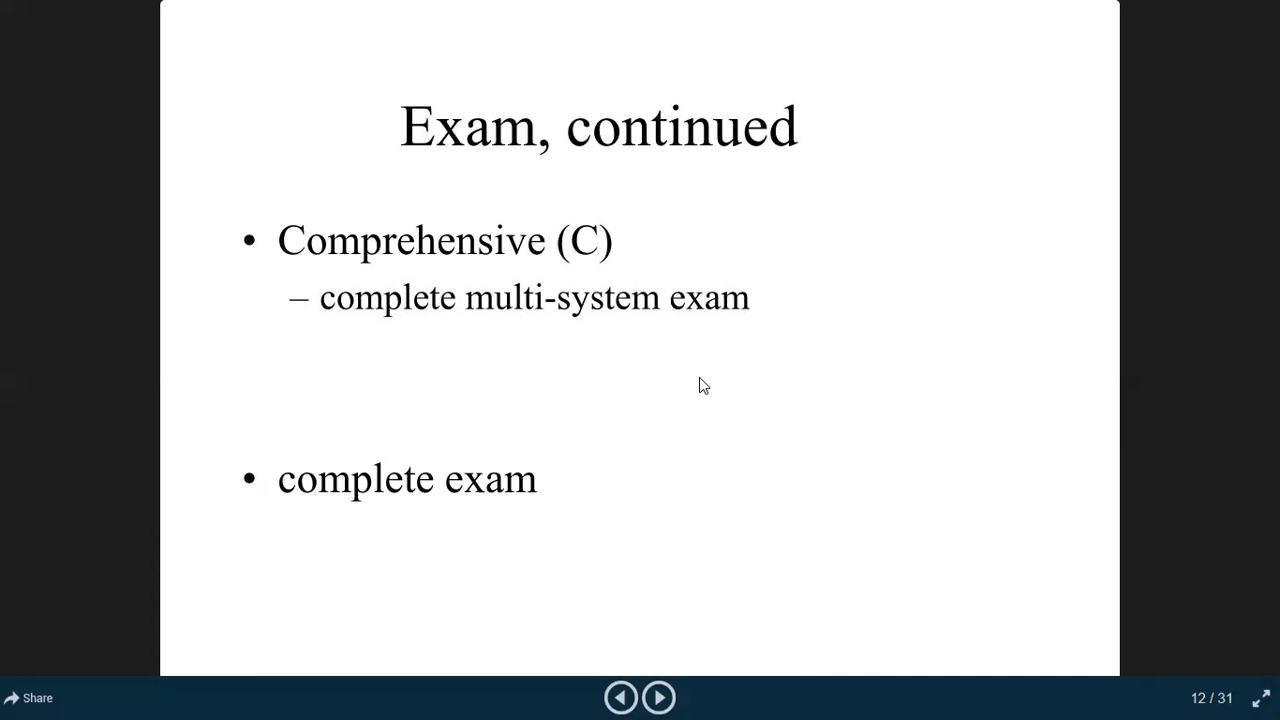 Exam, continued
• Comprehensive (C)
– complete multi-system exam
• complete exam
Share
12 / 31